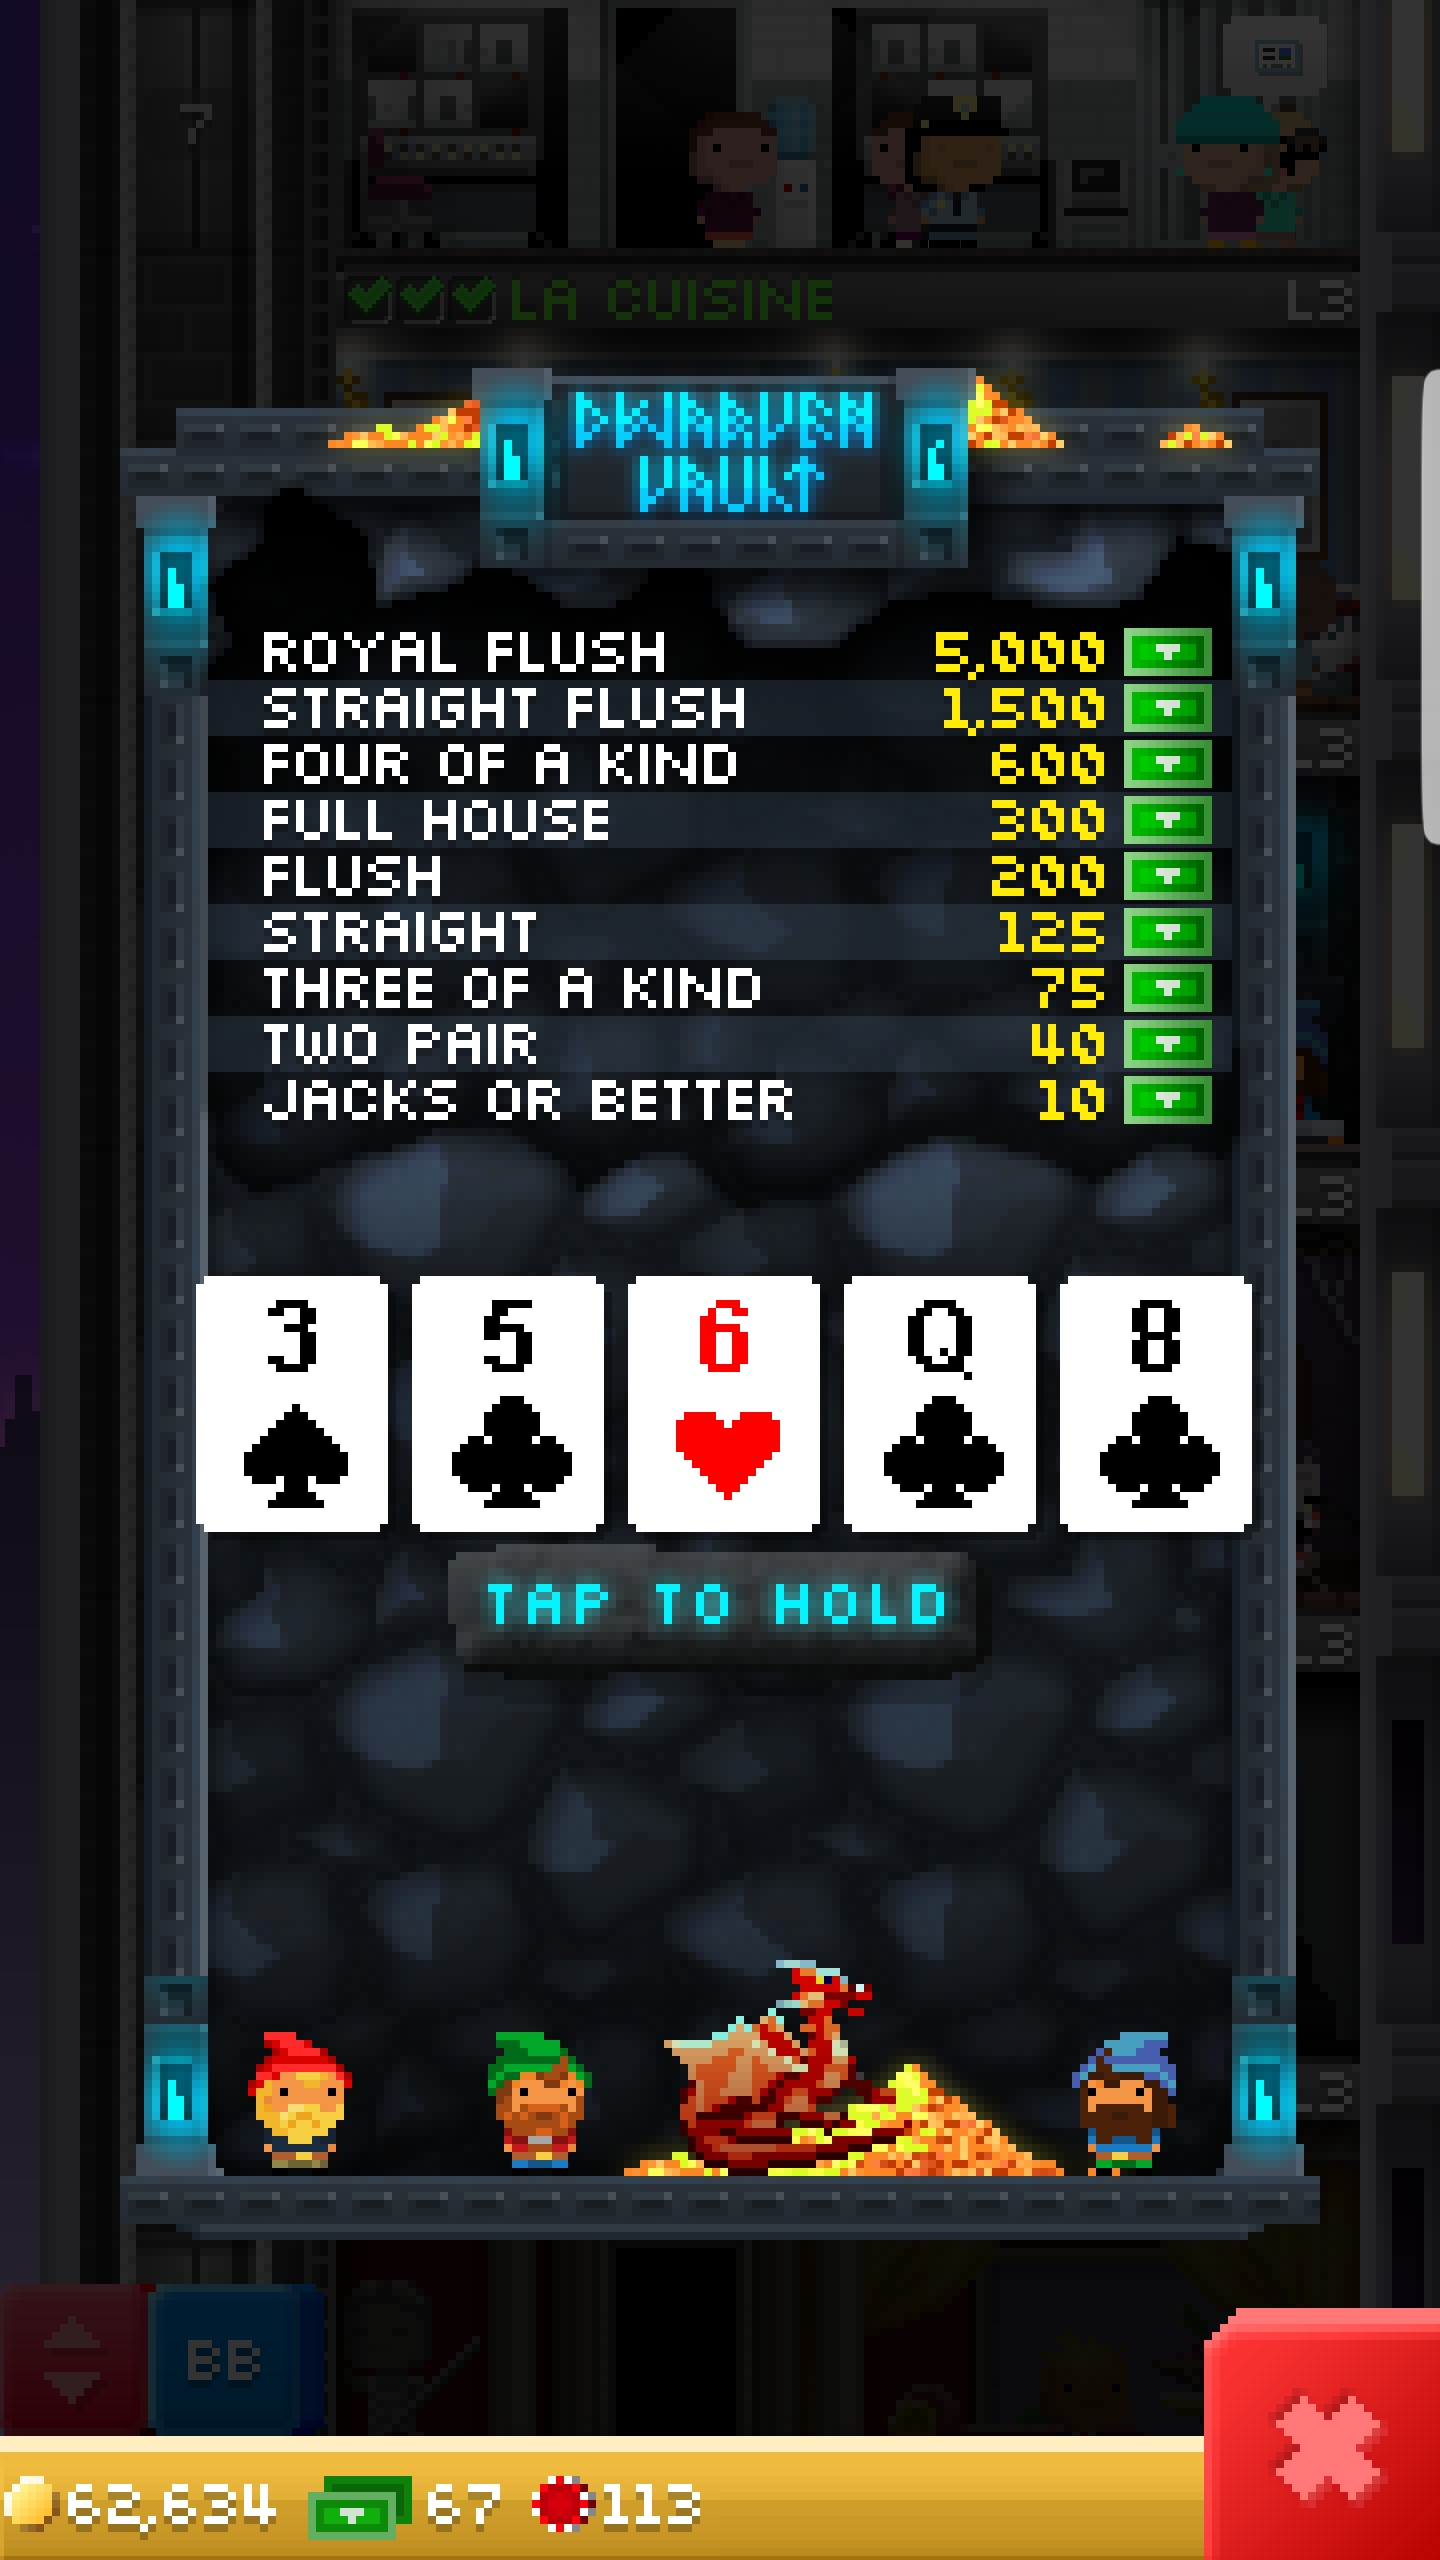 7
LA CUISINE L3
DWARVEN
VAULT
ROYAL FLUSH 5,000
STRAIGHT FLUSH 1,500
FOUR OF A KIND 600
FULL HOUSE 300
FLUSH 200
STRAIGHT 125
THREE OF A KIND 75
TWO PAIR 40
JACKS OR BETTER 10
3 5 6 Q 8
TAP TO HOLD
BB
62,634 67 113